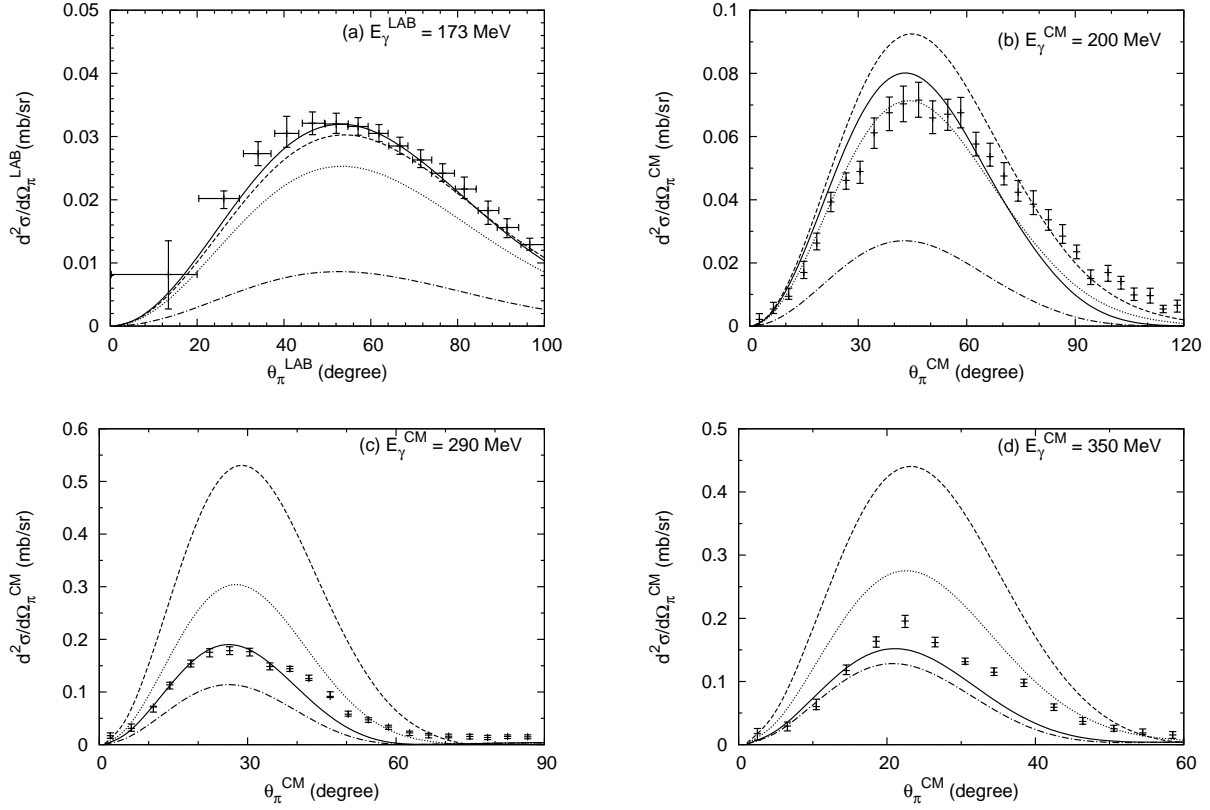 (a) E_γ^LAB = 173 MeV
d²σ/dΩ_π^LAB(mb/sr)
0.05
0.04
0.03
0.02
0.01
0
0 20 40 60 80 100
θ_π^LAB (degree)
(b) E_γ^CM = 200 MeV
d²σ/dΩ_π^CM (mb/sr)
0.1
0.08
0.06
0.04
0.02
0
0 30 60 90 120
θ_π^CM (degree)
(c) E_γ^CM = 290 MeV
d²σ/dΩ_π^CM (mb/sr)
0.6
0.5
0.4
0.3
0.2
0.1
0
0 30 60 90
θ_π^CM (degree)
(d) E_γ^CM = 350 MeV
d²σ/dΩ_π^CM (mb/sr)
0.5
0.4
0.3
0.2
0.1
0
0 20 40 60
θ_π^CM (degree)